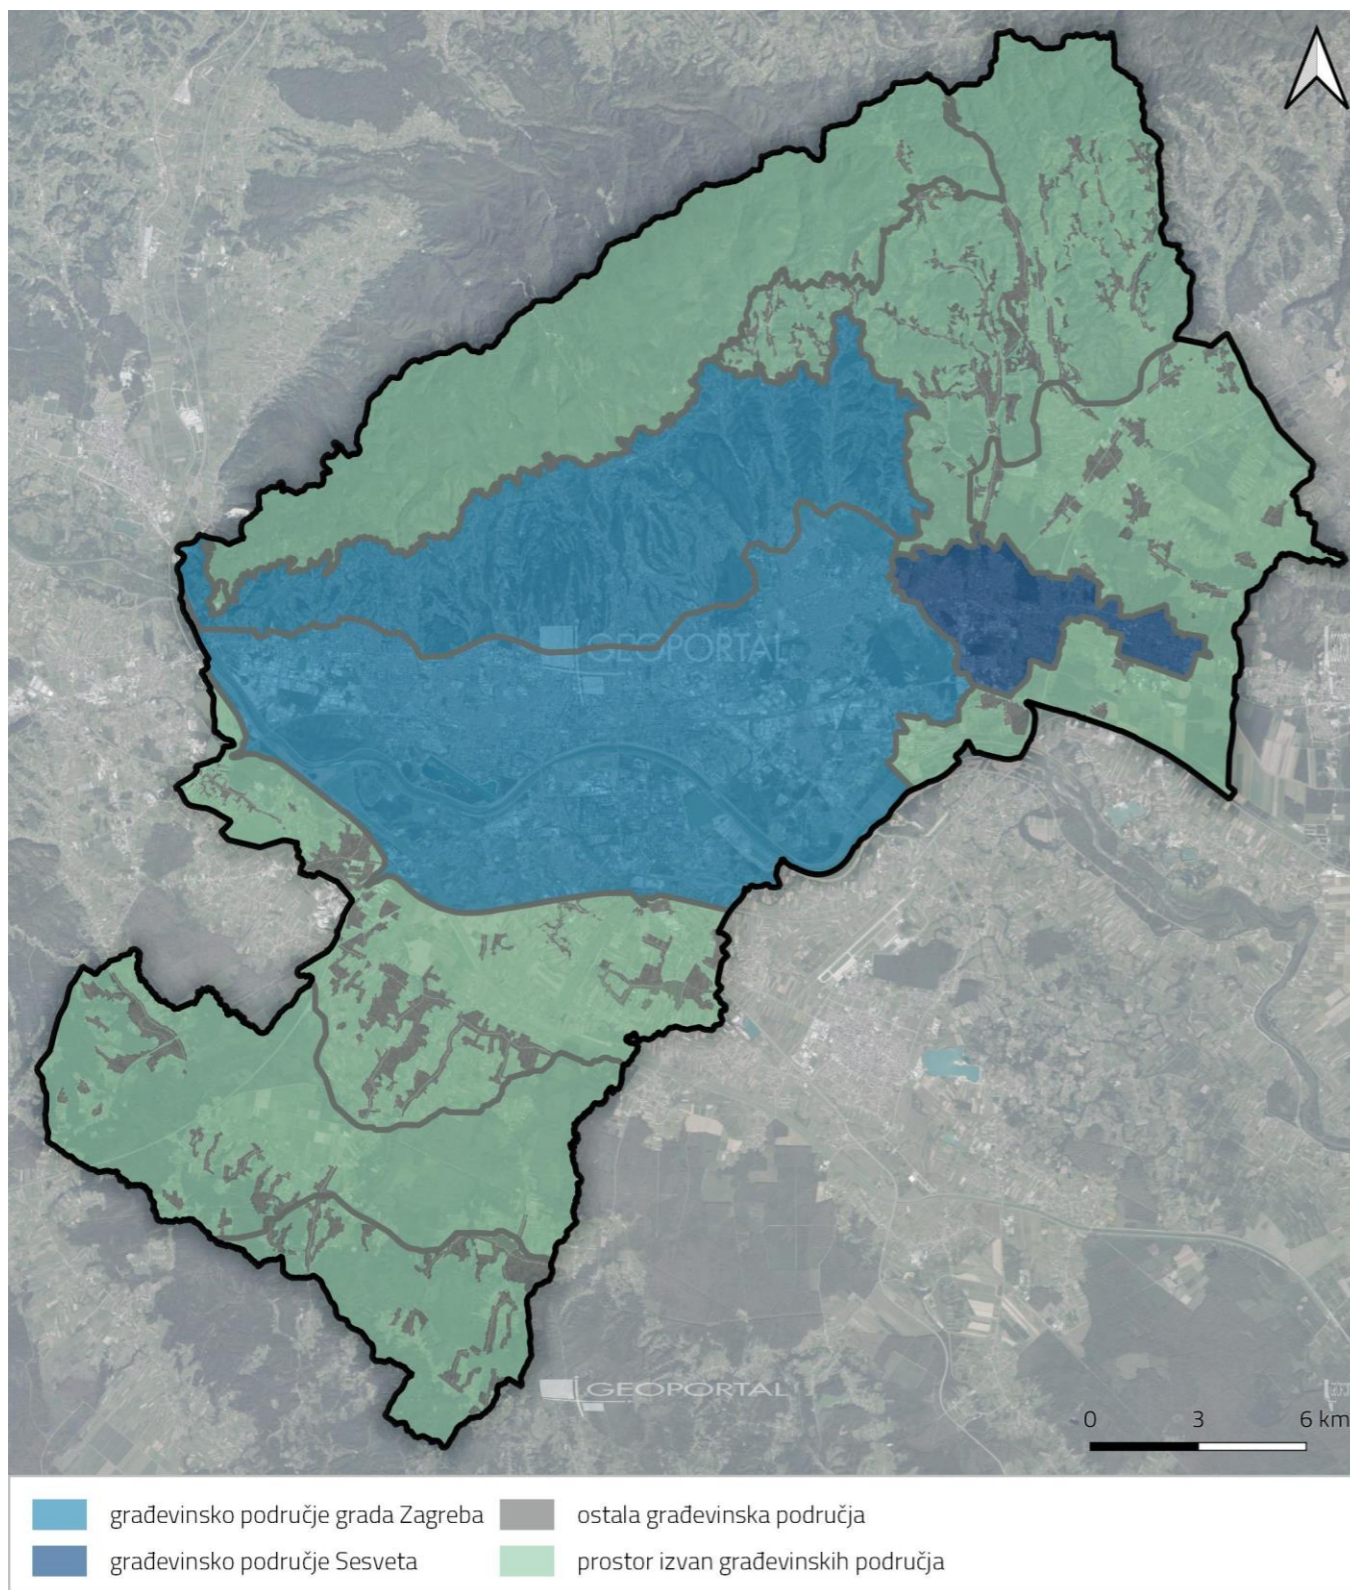 GEOPORTAL
GEOPORTAL
0 3 6 km
građevinsko područje grada Zagreba
ostala građevinska područja
građevinsko područje Sesveta
prostor izvan građevinskih područja